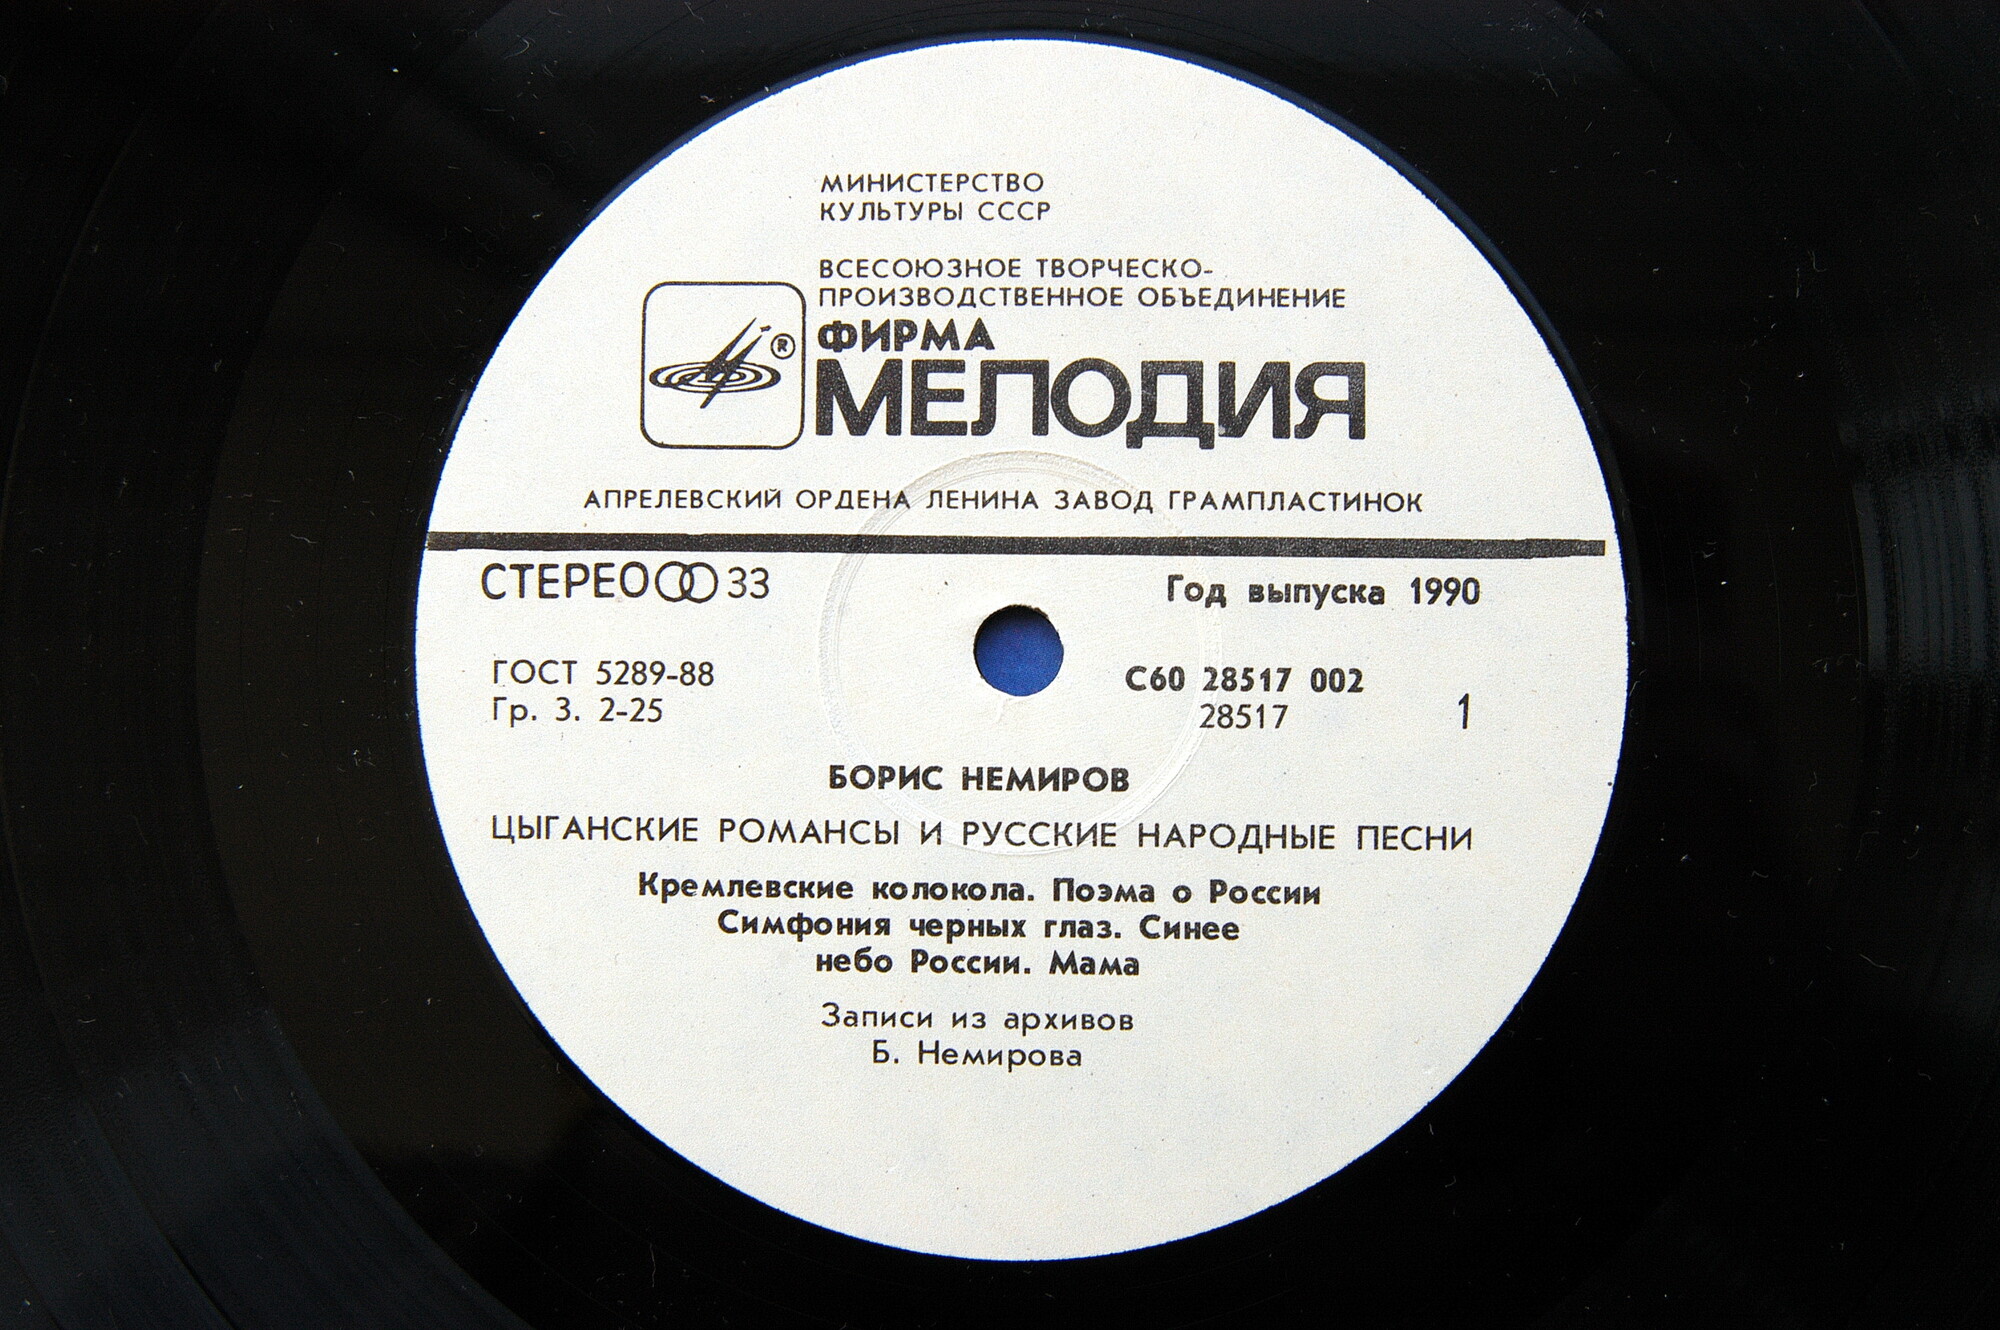 МИНИСТЕРСТВО
КУЛЬТУРЫ СССР
ВСЕСОЮЗНОЕ ТВОРЧЕСКО-
ПРОИЗВОДСТВЕННОЕ ОБЪЕДИНЕНИЕ
®
ФИРМА
МЕЛОДИЯ
АПРЕЛЕВСКИЙ ОРДЕНА ЛЕНИНА ЗАВОД ГРАМПЛАСТИНОК
СТЕРЕО 33
Год выпуска 1990
ГОСТ 5289-88
Гр. 3. 2-25
С60 28517 002
28517
1
БОРИС НЕМИРОВ
ЦЫГАНСКИЕ РОМАНСЫ И РУССКИЕ НАРОДНЫЕ ПЕСНИ
Кремлевские колокола. Поэма о России
Симфония черных глаз. Синее
небо России. Мама
Записи из архивов
Б. Немирова